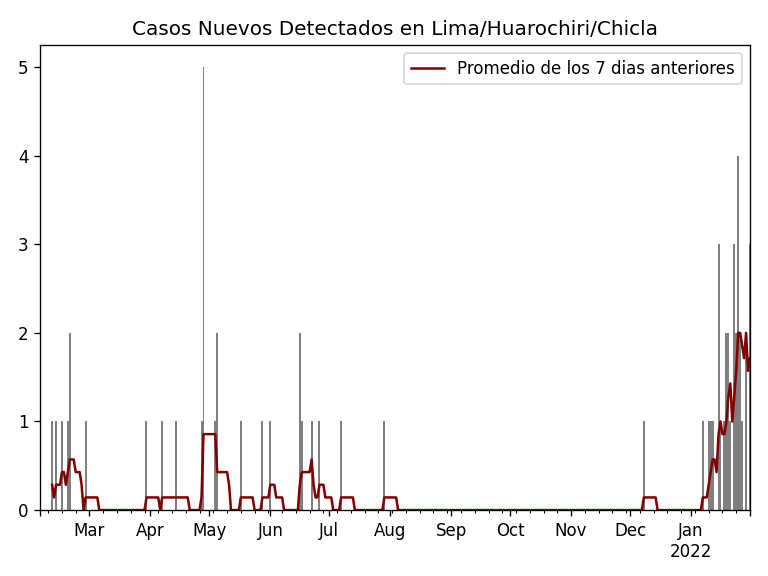 Casos Nuevos Detectados en Lima/Huarochiri/Chicla
Promedio de los 7 dias anteriores
5
4
3
2
1
0
Mar Apr May Jun Jul Aug Sep Oct Nov Dec Jan
2022